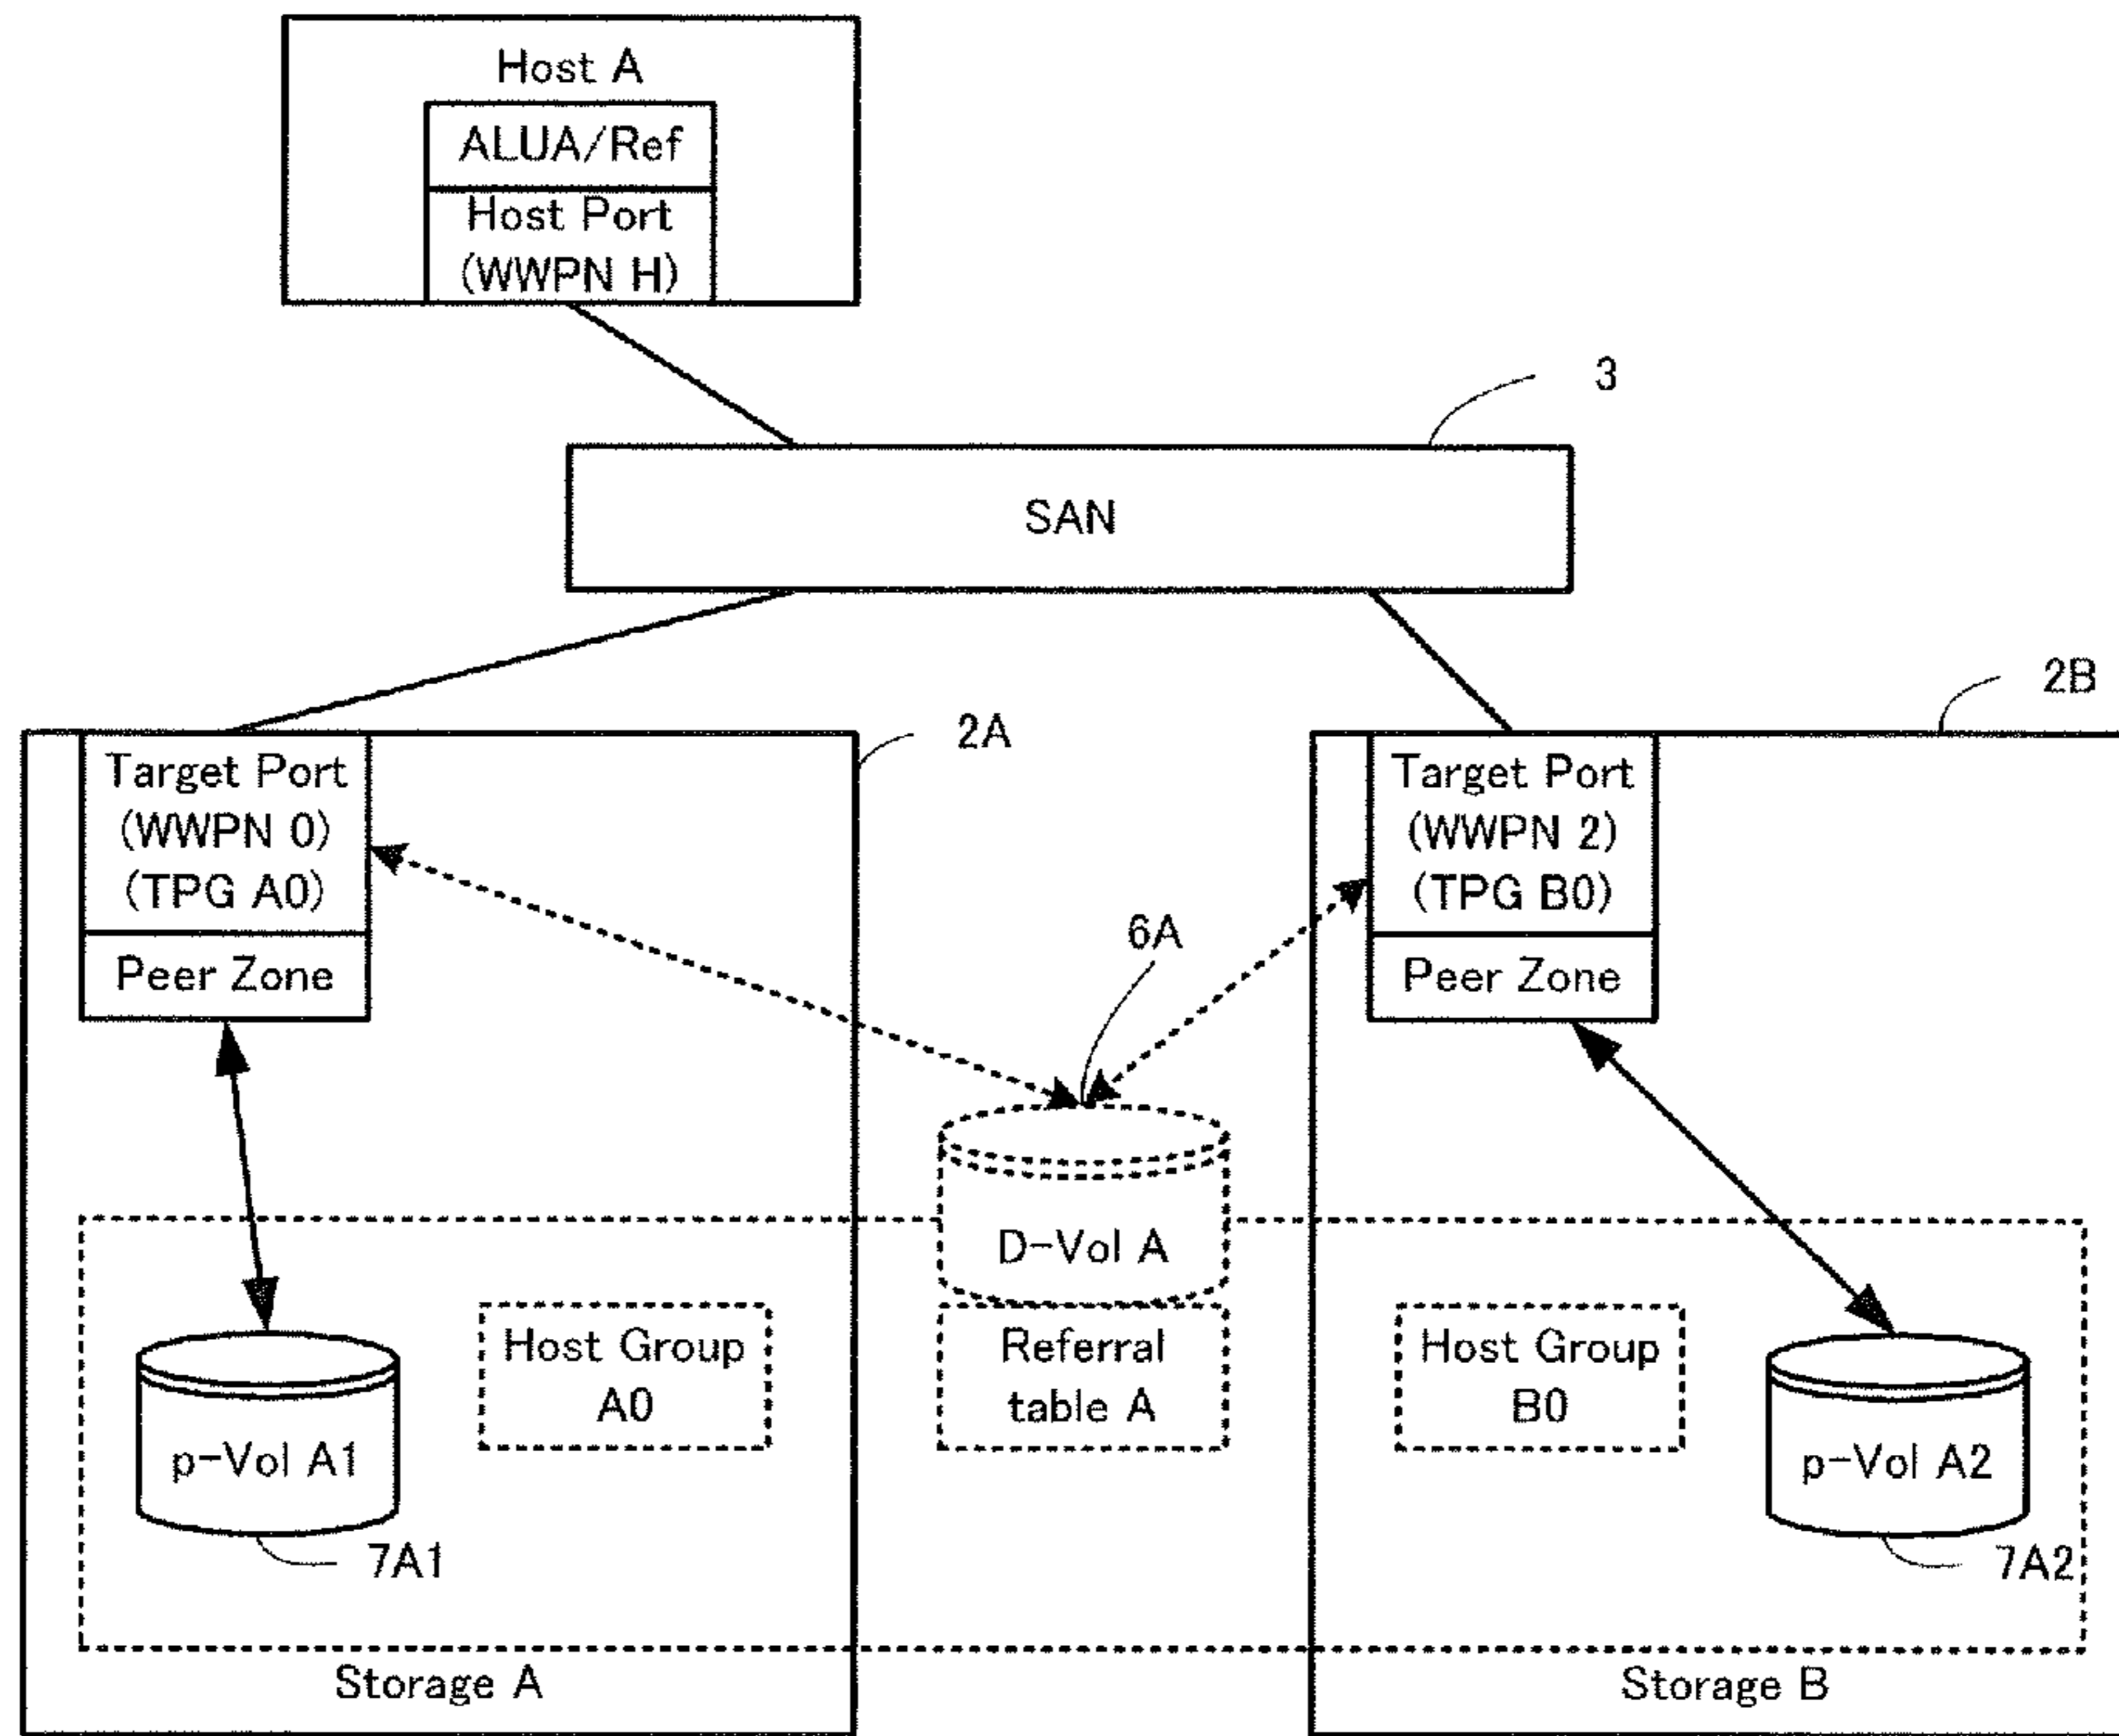 Host A
ALUA/Ref
Host Port
(WWPN H)
3
SAN
2A
2B
Target Port
(WWPN 0)
(TPG A0)
Peer Zone
Target Port
(WWPN 2)
(TPG B0)
Peer Zone
6A
D-Vol A
Host Group
A0
Referral
table A
Host Group
B0
p-Vol A1
p-Vol A2
7A1
7A2
Storage A
Storage B